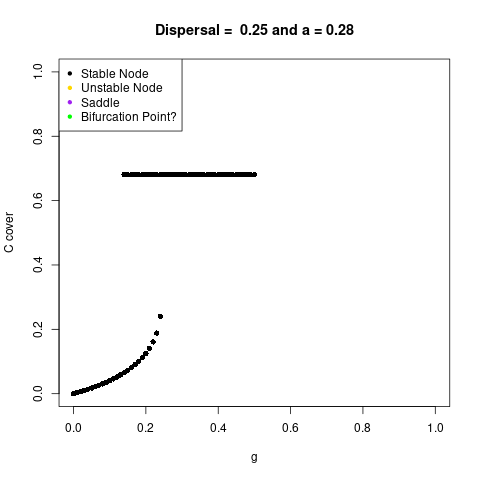 Dispersal =  0.25 and a = 0.28
Stable Node
Unstable Node
Saddle
Bifurcation Point?
C cover
1.0
0.8
0.6
0.4
0.2
0.0
0.0 0.2 0.4 0.6 0.8 1.0
g